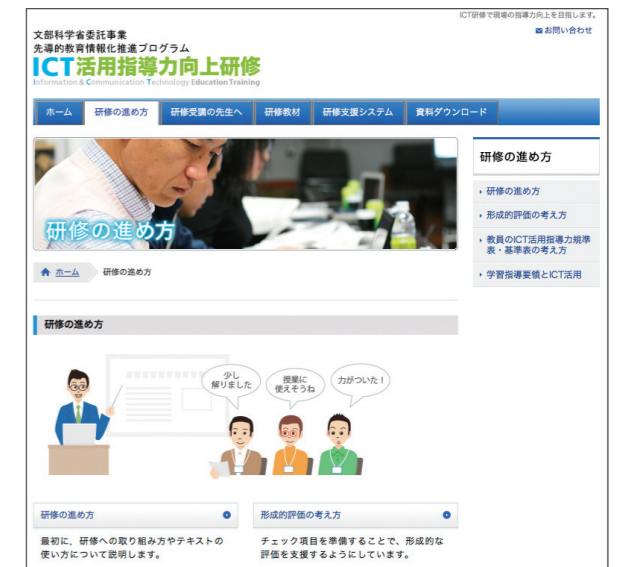 ICT研修で現場の指導力向上を目指します。
お問い合わせ
文部科学省委託事業
先導的教育情報化推進プログラム
ICT活用指導力向上研修
Information & Communication Technology Education Training
ホーム 研修の進め方 研修受講の先生へ 研修教材 研修支援システム 資料ダウンロード
研修の進め方
ホーム 研修の進め方
研修の進め方
研修の進め方
形成的評価の考え方
教員のICT活用指導力規準
表・基準表の考え方
学習指導要領とICT活用
研修の進め方
少し
解りました
授業に
使えそうね
力がついた！
研修の進め方
最初に，研修への取り組み方やテキストの
使い方について説明します。
形成的評価の考え方
チェック項目を準備することで、形成的な
評価を支援するようにしています。